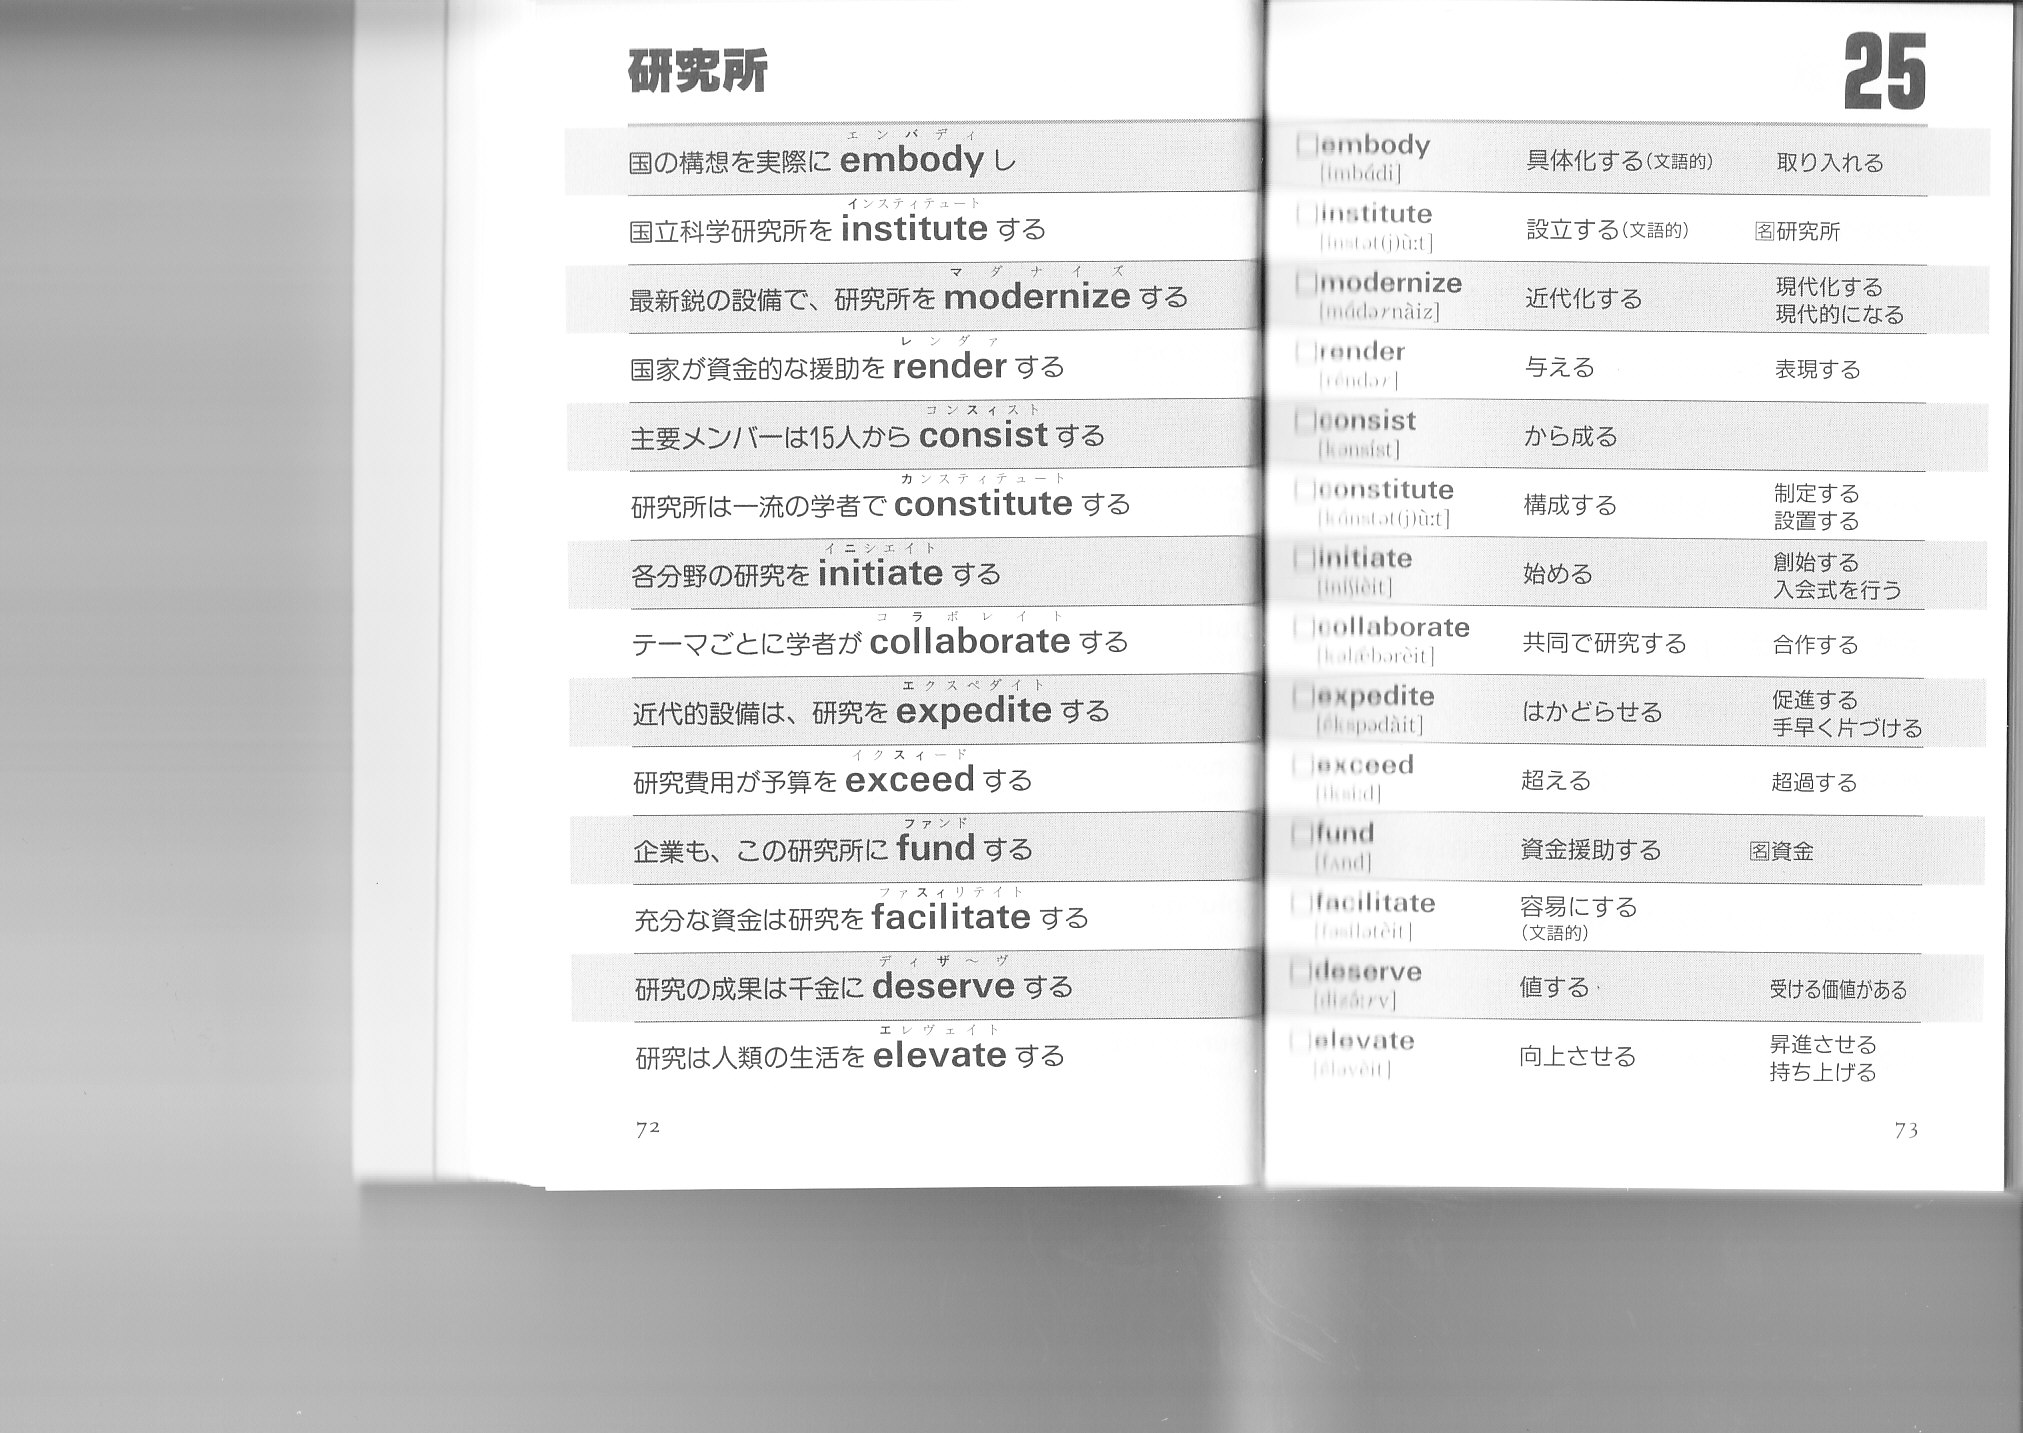 研究所
エンバディ
国の構想を実際に embody し
インスティテュート
国立科学研究所を institute する
マダナイズ
最新鋭の設備で、研究所を modernize する
レンダァ
国家が資金的な援助を render する
コンスィスト
主要メンバーは15人から consist する
カンスティテュート
研究所は一流の学者で constitute する
イニシエイト
各分野の研究を initiate する
コラボレイト
テーマごとに学者が collaborate する
エクスペダイト
近代的設備は、研究を expedite する
イクスィード
研究費用が予算を exceed する
ファンド
企業も、この研究所に fund する
ファスィリテイト
充分な資金は研究を facilitate する
ディザ〜ヴ
研究の成果は千金に deserve する
エレヴェイト
研究は人類の生活を elevate する
72
25
embody 具体化する(文語的) 取り入れる
institute 設立する(文語的) 名研究所
modernize 近代化する 現代化する
[mάdərnàiz] 現代的になる
render 与える 表現する
[réndər]
consist から成る
[kənsíst]
constitute 構成する 制定する
設置する
initiate 始める 創始する
入会式を行う
collaborate 共同で研究する 合作する
[kəlǽbərèit]
expedite はかどらせる 促進する
[ékspədàit] 手早く片づける
exceed 超える 超過する
fund 資金援助する 名資金
[fʌnd]
facilitate 容易にする
(文語的)
deserve 値する 受ける価値がある
elevate 向上させる 昇進させる
持ち上げる
73